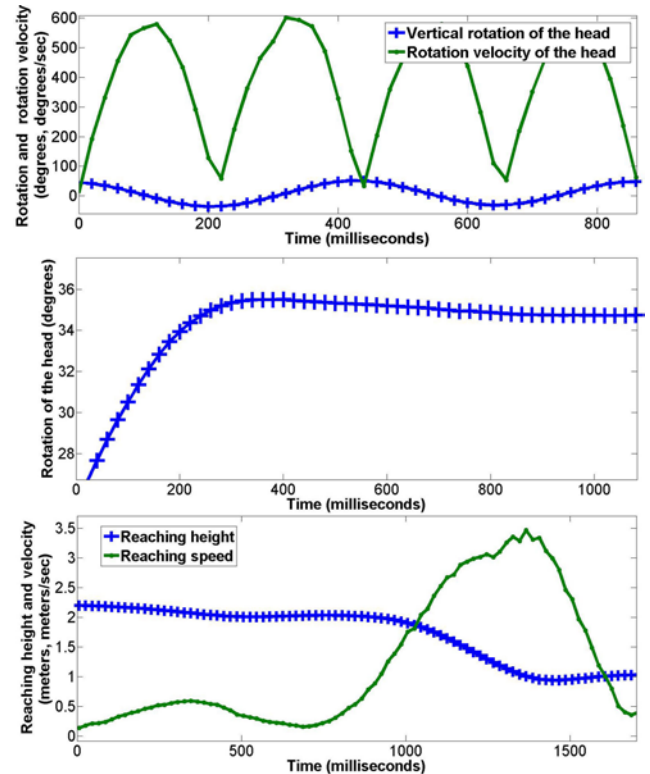 Rotation and rotation velocity
(degrees, degrees/sec)
600
500
400
300
200
100
0
Vertical rotation of the head
Rotation velocity of the head
0 200 400 600 800
Time (milliseconds)
Rotation of the head (degrees)
36
34
32
30
28
0 200 400 600 800 1000
Time (milliseconds)
Reaching height and velocity
(meters, meters/sec)
3.5
3
2.5
2
1.5
1
0.5
0
Reaching height
Reaching speed
0 500 1000 1500
Time (milliseconds)